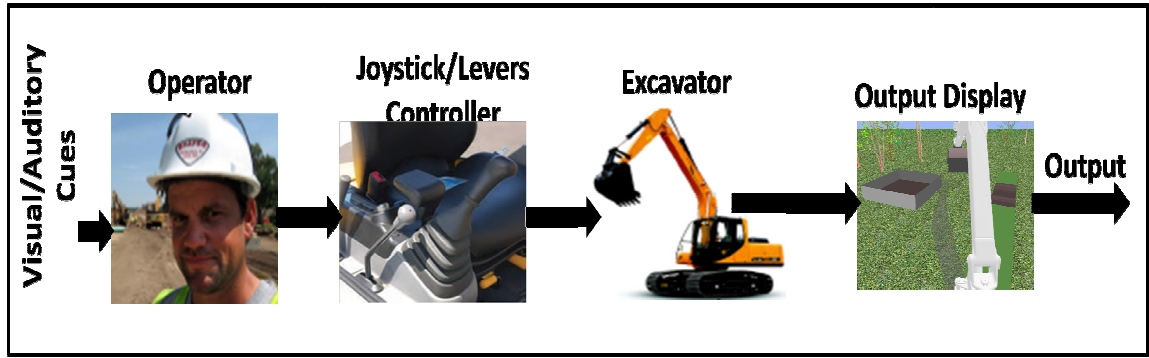 Visual/Auditory
Cues
Operator
Joystick/Levers
Controller
Excavator
Output Display
Output